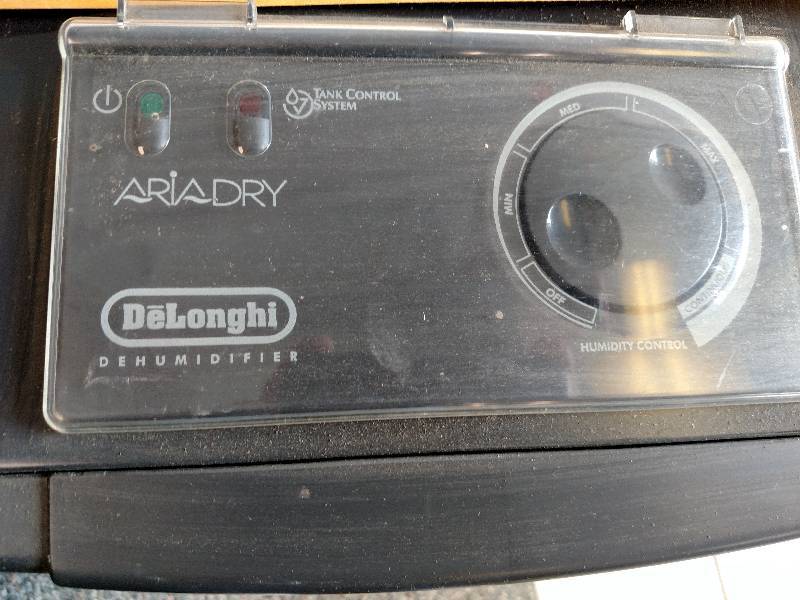 TANK CONTROL
SYSTEM
ARIADRY
DēLonghi
DEHUMIDIFIER
OFF
MIN
MED
MAX
CONTINUOUS
HUMIDITY CONTROL